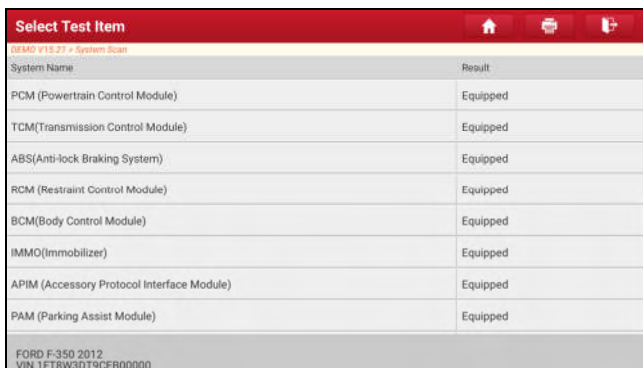 Select Test Item
DEMO V15.21 > System Scan
System Name Result
PCM (Powertrain Control Module) Equipped
TCM(Transmission Control Module) Equipped
ABS(Anti-lock Braking System) Equipped
RCM (Restraint Control Module) Equipped
BCM(Body Control Module) Equipped
IMMO(Immobilizer) Equipped
APIM (Accessory Protocol Interface Module) Equipped
PAM (Parking Assist Module) Equipped
FORD F-350 2012
VIN 1FT8W3DT9CEB00000